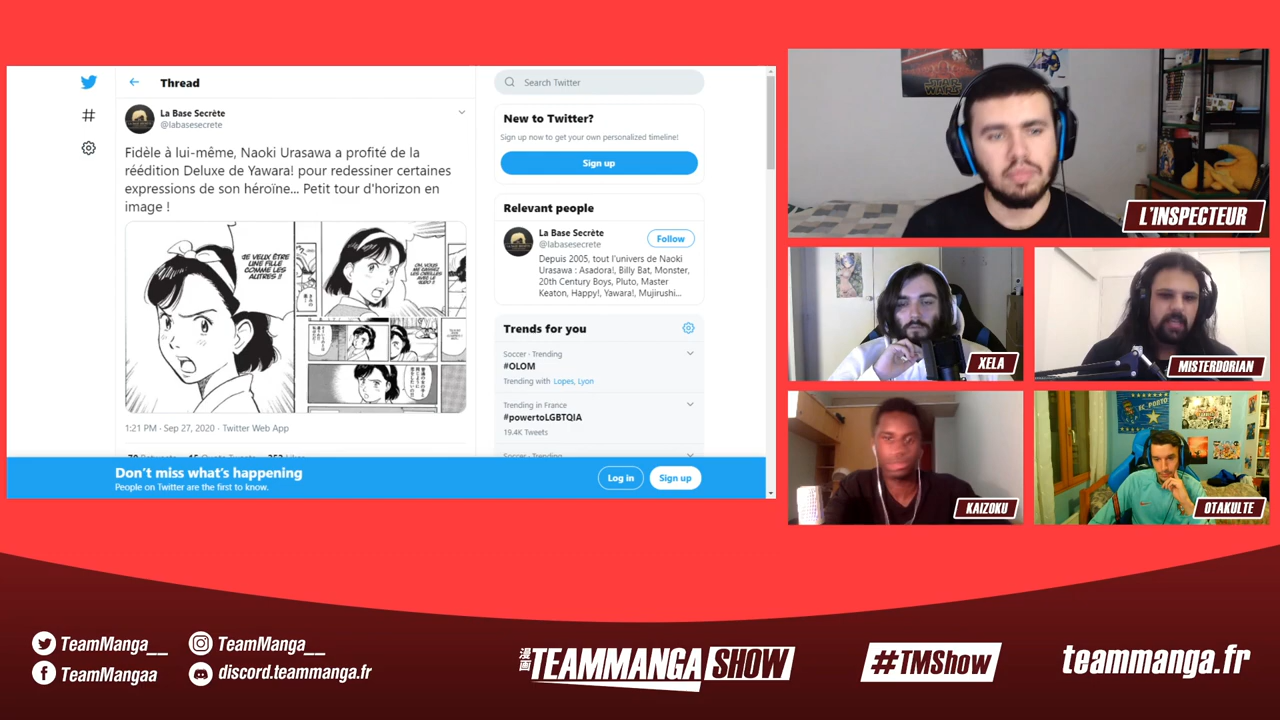 Thread
La Base Secrète
@labasesecrete
Fidèle à lui-même, Naoki Urasawa a profité de la
réédition Deluxe de Yawara! pour redessiner certaines
expressions de son héroïne... Petit tour d'horizon en
image !
JE VEUX ÊTRE
UNE FILLE
COMME LES
AUTRES !!
1:21 PM · Sep 27, 2020 · Twitter Web App
Search Twitter
New to Twitter?
Sign up now to get your own personalized timeline!
Sign up
Relevant people
La Base Secrète
@labasesecrete
Follow
Depuis 2005, tout l'univers de Naoki
Urasawa : Asadora!, Billy Bat, Monster,
20th Century Boys, Pluto, Master
Keaton, Happy!, Yawara!, Mujirushi...
Trends for you
Soccer · Trending
#OLOM
Trending with Lopes, Lyon
Trending in France
#powertoLGBTQIA
19.4K Tweets
Don't miss what's happening
People on Twitter are the first to know.
Log in
Sign up
STAR
WARS
L'INSPECTEUR
XELA
MISTERDORIAN
KAIZOKU
F.C. PORTO
OTAKULTE
TeamManga__
TeamManga__
TeamMangaa
discord.teammanga.fr
漫画
TEAMMANGA SHOW
#TMShow
teammanga.fr